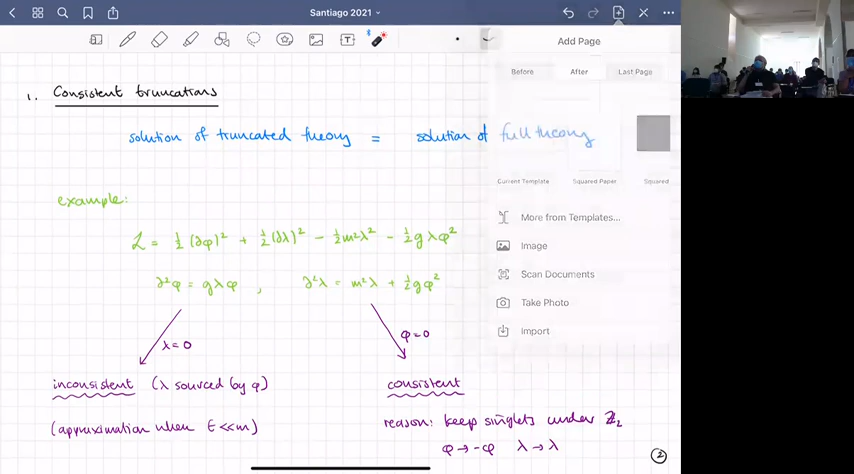 Santiago 2021
Add Page
Before After Last Page
1. Consistent truncations
solution of truncated theory = solution of full theory
Current Template Squared Paper Squared
example:
L = ½ (∂φ)² + ½ (∂λ)² - ½ m²λ² - ½ g λφ²
∂²φ = gλφ , ∂²λ = m²λ + ½ gφ²
More from Templates...
Image
Scan Documents
Take Photo
Import
λ = 0
φ = 0
inconsistent (λ sourced by φ)
(approximation when E << m)
consistent
reason: keep singlets under ℤ₂
φ → -φ λ → λ
2